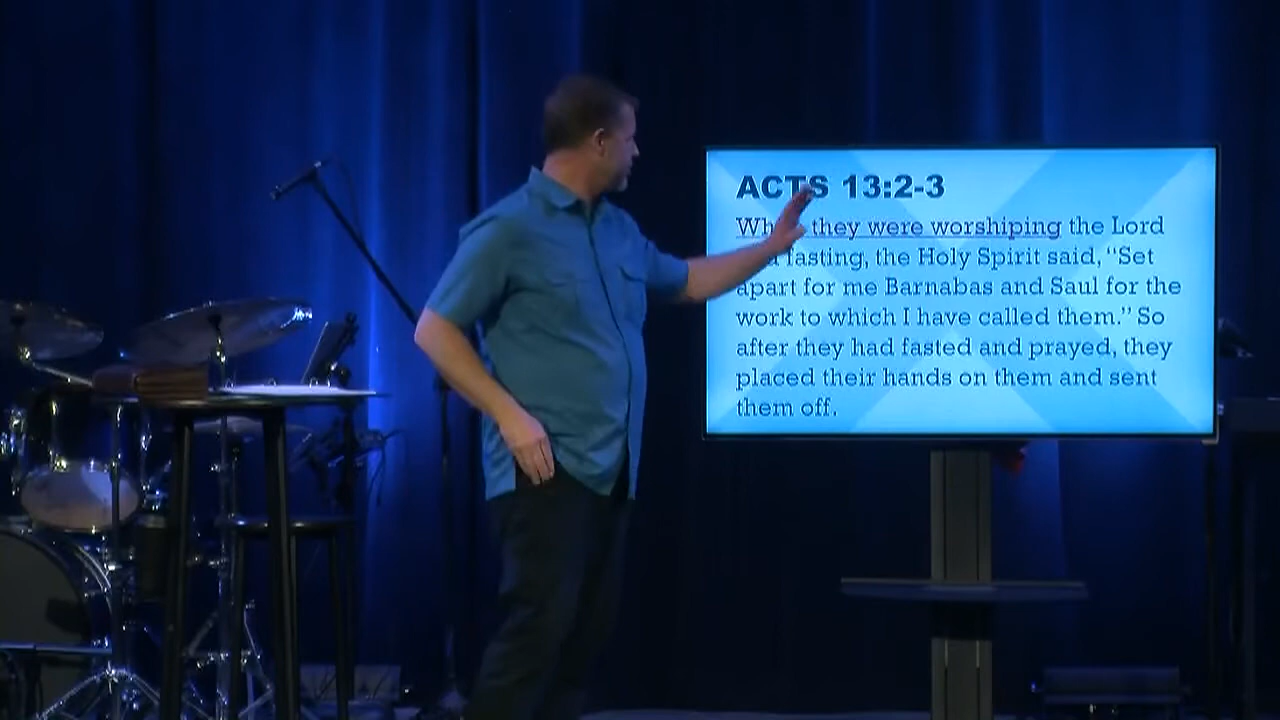 ACTS 13:2-3
they were worshiping the Lord
fasting, the Holy Spirit said, “Set
apart for me Barnabas and Saul for the
work to which I have called them.” So
after they had fasted and prayed, they
placed their hands on them and sent
them off.